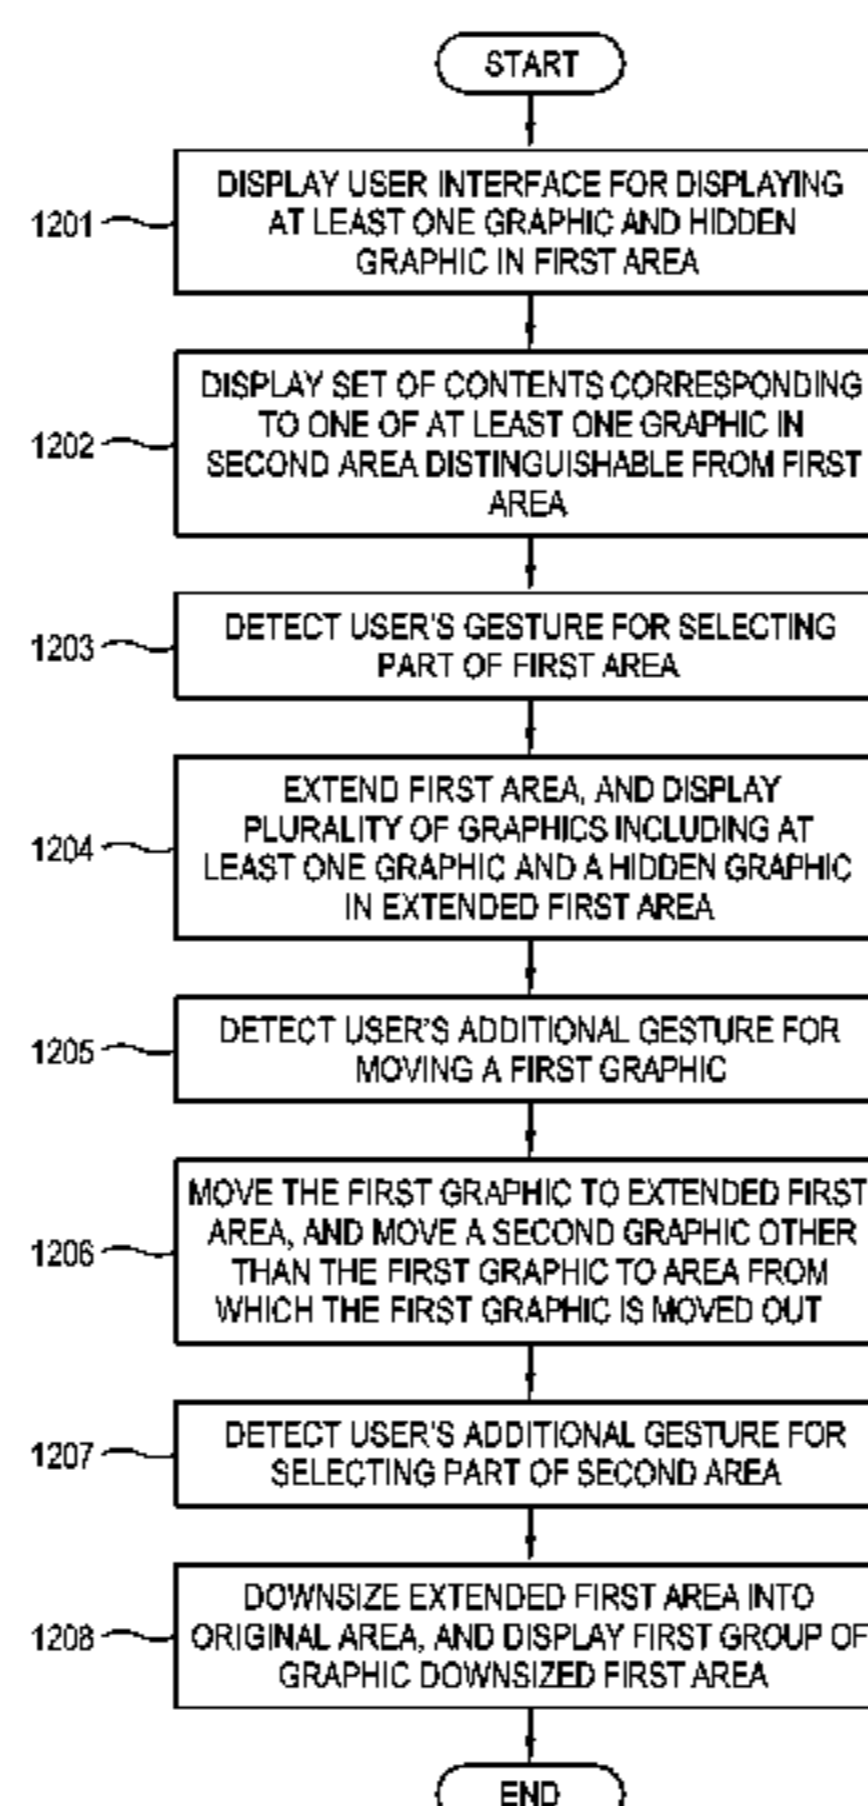 START
1201
DISPLAY USER INTERFACE FOR DISPLAYING
AT LEAST ONE GRAPHIC AND HIDDEN
GRAPHIC IN FIRST AREA
1202
DISPLAY SET OF CONTENTS CORRESPONDING
TO ONE OF AT LEAST ONE GRAPHIC IN
SECOND AREA DISTINGUISHABLE FROM FIRST
AREA
1203
DETECT USER'S GESTURE FOR SELECTING
PART OF FIRST AREA
1204
EXTEND FIRST AREA, AND DISPLAY
PLURALITY OF GRAPHICS INCLUDING AT
LEAST ONE GRAPHIC AND A HIDDEN GRAPHIC
IN EXTENDED FIRST AREA
1205
DETECT USER'S ADDITIONAL GESTURE FOR
MOVING A FIRST GRAPHIC
1206
MOVE THE FIRST GRAPHIC TO EXTENDED FIRST
AREA, AND MOVE A SECOND GRAPHIC OTHER
THAN THE FIRST GRAPHIC TO AREA FROM
WHICH THE FIRST GRAPHIC IS MOVED OUT
1207
DETECT USER'S ADDITIONAL GESTURE FOR
SELECTING PART OF SECOND AREA
1208
DOWNSIZE EXTENDED FIRST AREA INTO
ORIGINAL AREA, AND DISPLAY FIRST GROUP OF
GRAPHIC DOWNSIZED FIRST AREA
END